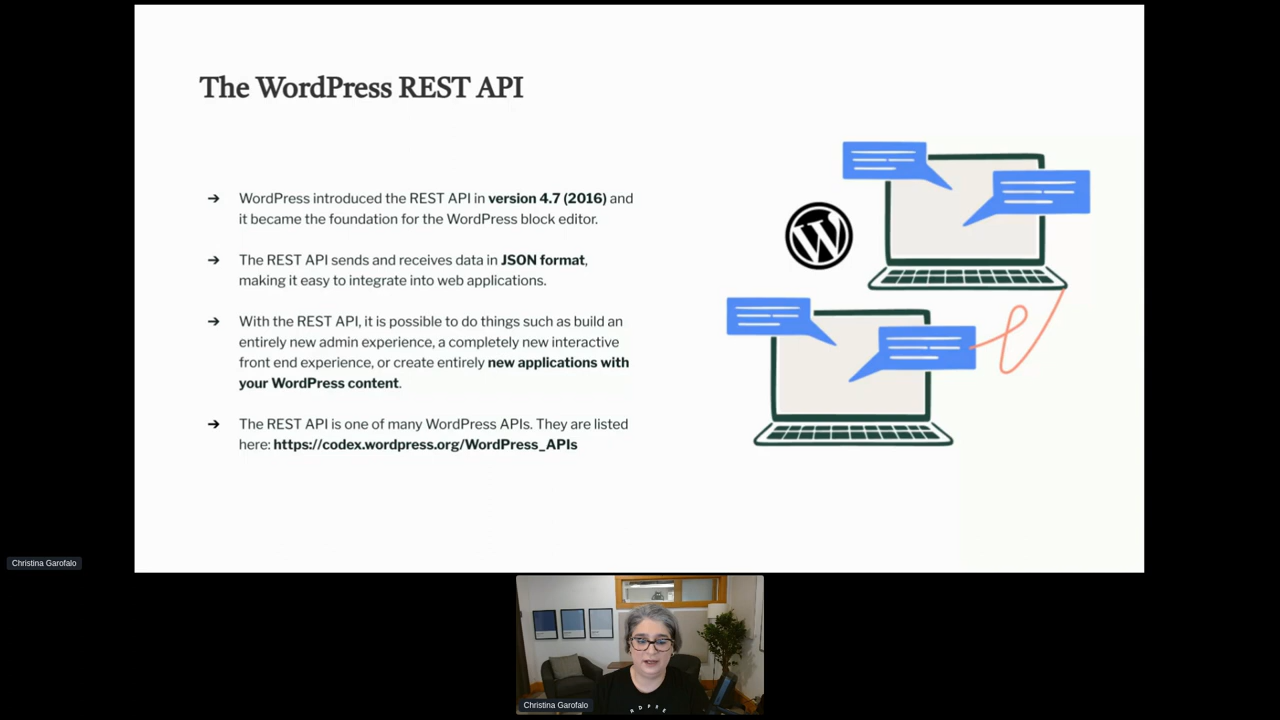 The WordPress REST API
➔ WordPress introduced the REST API in version 4.7 (2016) and
it became the foundation for the WordPress block editor.
➔ The REST API sends and receives data in JSON format,
making it easy to integrate into web applications.
➔ With the REST API, it is possible to do things such as build an
entirely new admin experience, a completely new interactive
front end experience, or create entirely new applications with
your WordPress content.
➔ The REST API is one of many WordPress APIs. They are listed
here: https://codex.wordpress.org/WordPress_APIs
Christina Garofalo
Christina Garofalo